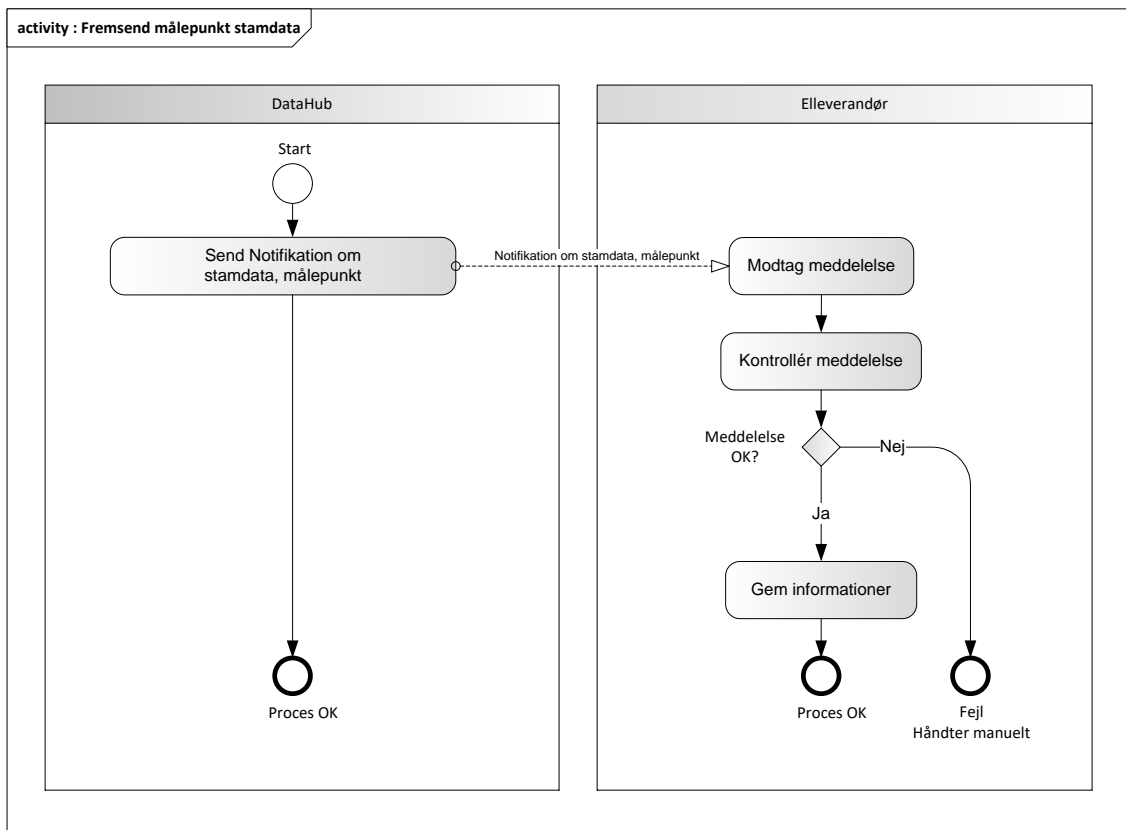 activity : Fremsend målepunkt stamdata
DataHub
Elleverandør
Start
Send Notifikation om
stamdata, målepunkt
Notifikation om stamdata, målepunkt
Modtag meddelelse
Kontrollér meddelelse
Meddelelse
OK?
Nej
Ja
Gem informationer
Proces OK
Proces OK
Fejl
Håndter manuelt